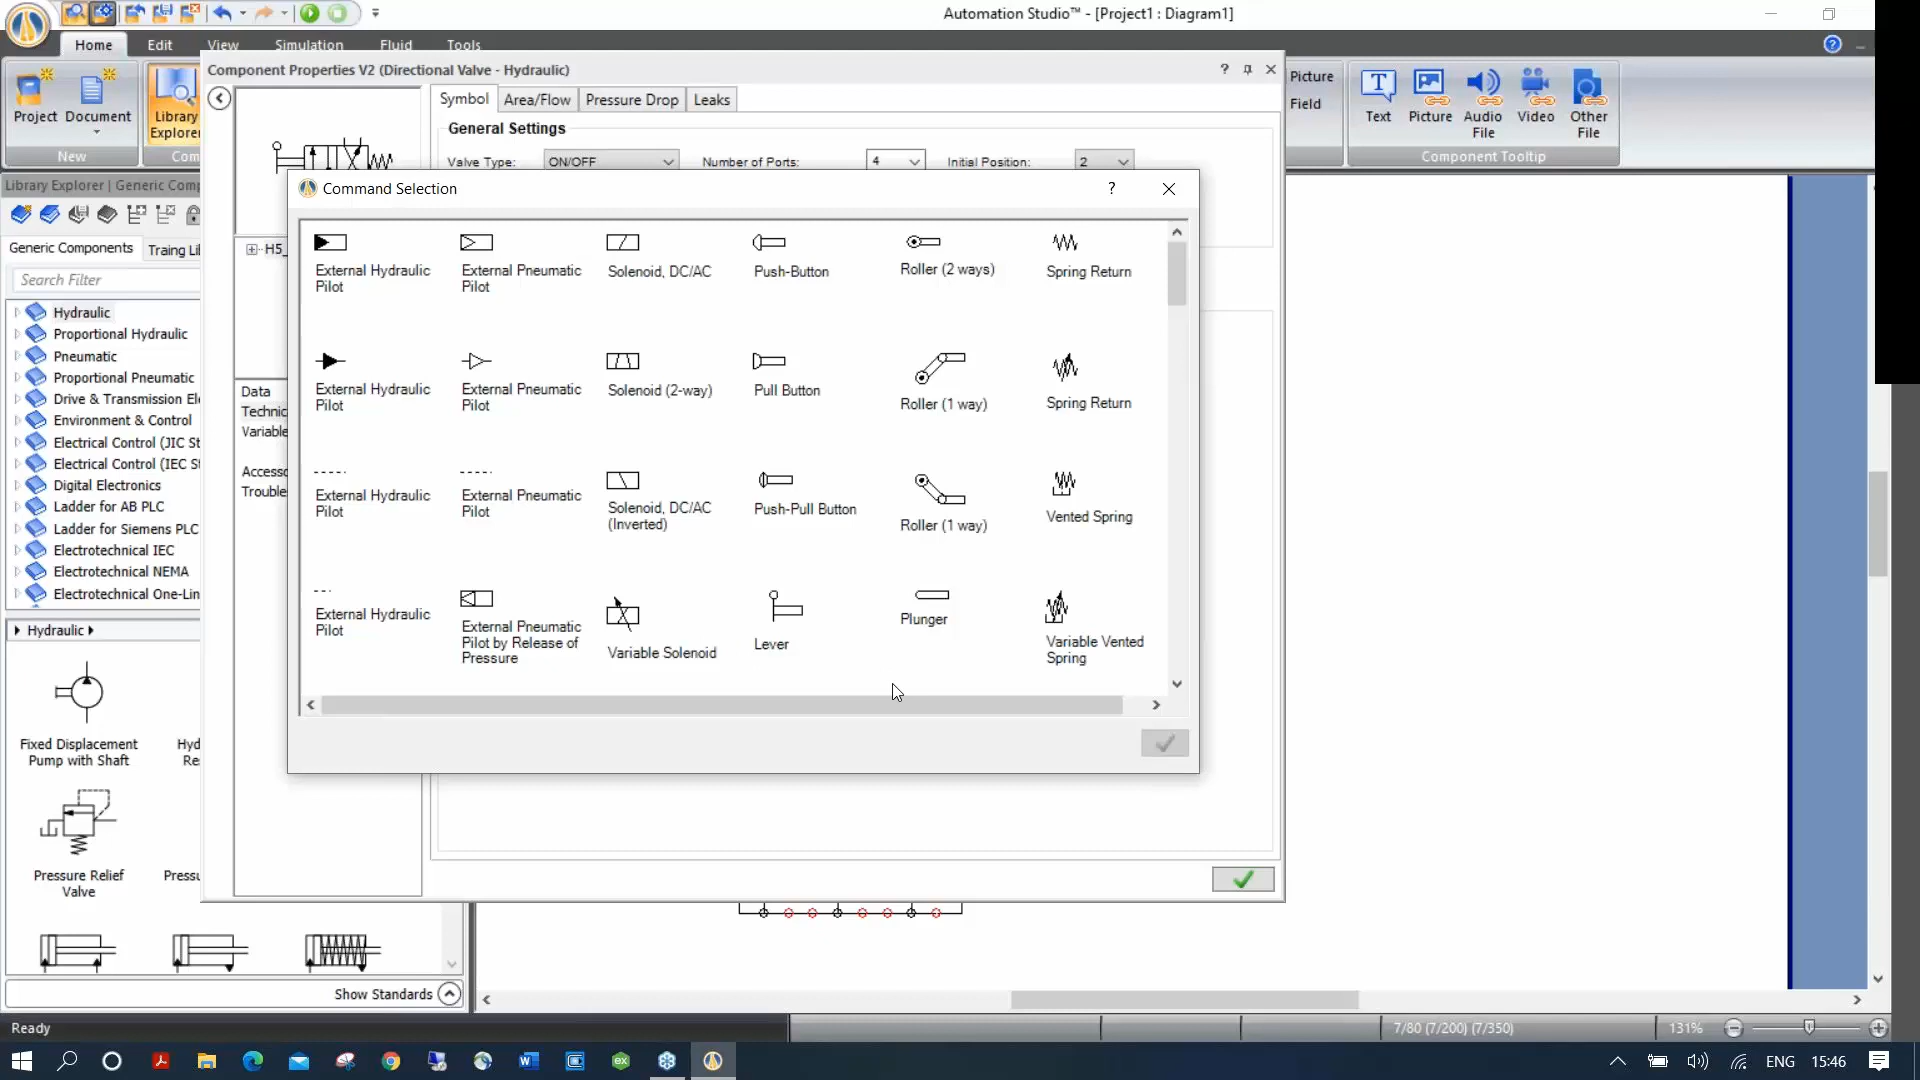 Automation Studio™ - [Project1 : Diagram1]
Home Edit View Simulation Fluid Tools
Component Properties V2 (Directional Valve - Hydraulic)
Project Document
Library
New
Symbol Area/Flow Pressure Drop Leaks
General Settings
Valve Type: ON/OFF Number of Ports: 4 Initial Position: 2
Picture
Field
Text Picture Audio File Video Other File
Component Tooltip
Library Explorer | Generic
Generic Components
Search Filter
Hydraulic
Proportional Hydraulic
Pneumatic
Proportional Pneumatic
Drive & Transmission
Environment & Control
Electrical Control (JIC
Electrical Control (IEC
Digital Electronics
Ladder for AB PLC
Ladder for Siemens PLC
Electrotechnical IEC
Electrotechnical NEMA
Hydraulic
Fixed Displacement
Pump with Shaft
Pressure Relief
Valve
Show Standards
Data
Command Selection
External Hydraulic Pilot
External Pneumatic Pilot
Solenoid, DC/AC
Push-Button
Roller (2 ways)
Spring Return
External Hydraulic Pilot
External Pneumatic Pilot
Solenoid (2-way)
Pull Button
Roller (1 way)
Spring Return
External Hydraulic Pilot
External Pneumatic Pilot
Solenoid, DC/AC (Inverted)
Push-Pull Button
Roller (1 way)
Vented Spring
External Hydraulic Pilot
External Pneumatic Pilot by Release of Pressure
Variable Solenoid
Lever
Plunger
Variable Vented Spring
Ready
7/80 (7/200) (7/350)
131%
ENG 15:46